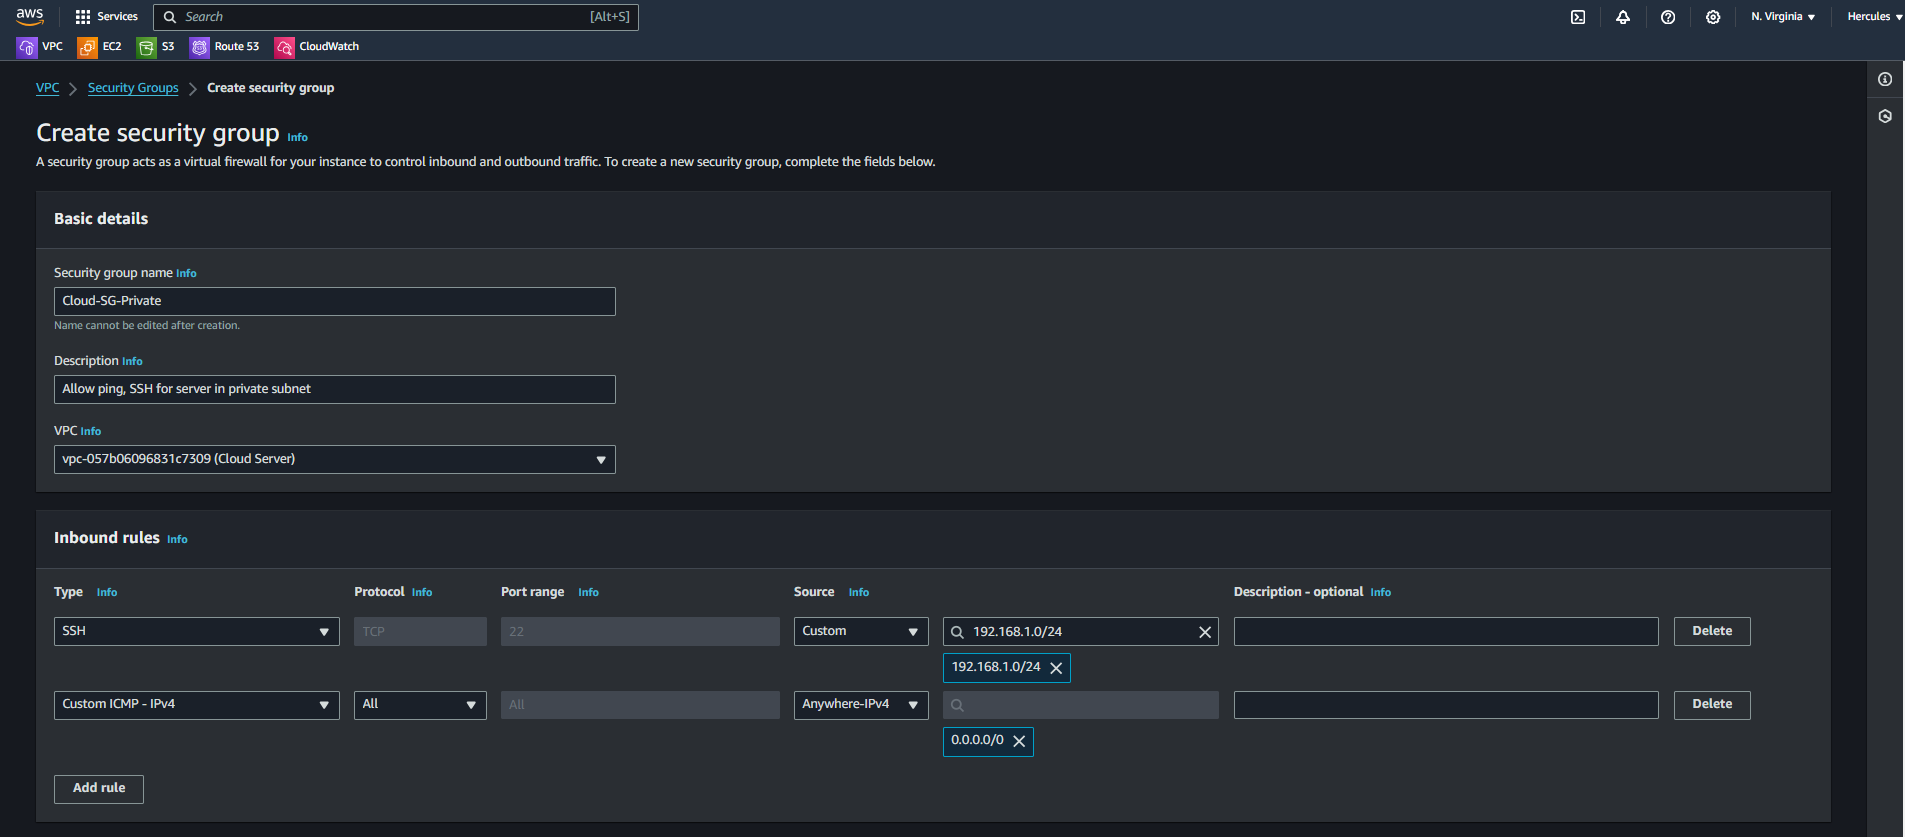 aws Services Search [Alt+S] N. Virginia Hercules
VPC EC2 S3 Route 53 CloudWatch
VPC Security Groups Create security group
Create security group Info
A security group acts as a virtual firewall for your instance to control inbound and outbound traffic. To create a new security group, complete the fields below.
Basic details
Security group name Info
Cloud-SG-Private
Name cannot be edited after creation.
Description Info
Allow ping, SSH for server in private subnet
VPC Info
vpc-057b06096831c7309 (Cloud Server)
Inbound rules Info
Type Info Protocol Info Port range Info Source Info Description - optional Info
SSH TCP 22 Custom 192.168.1.0/24 Delete
192.168.1.0/24
Custom ICMP - IPv4 All All Anywhere-IPv4 Delete
0.0.0.0/0
Add rule